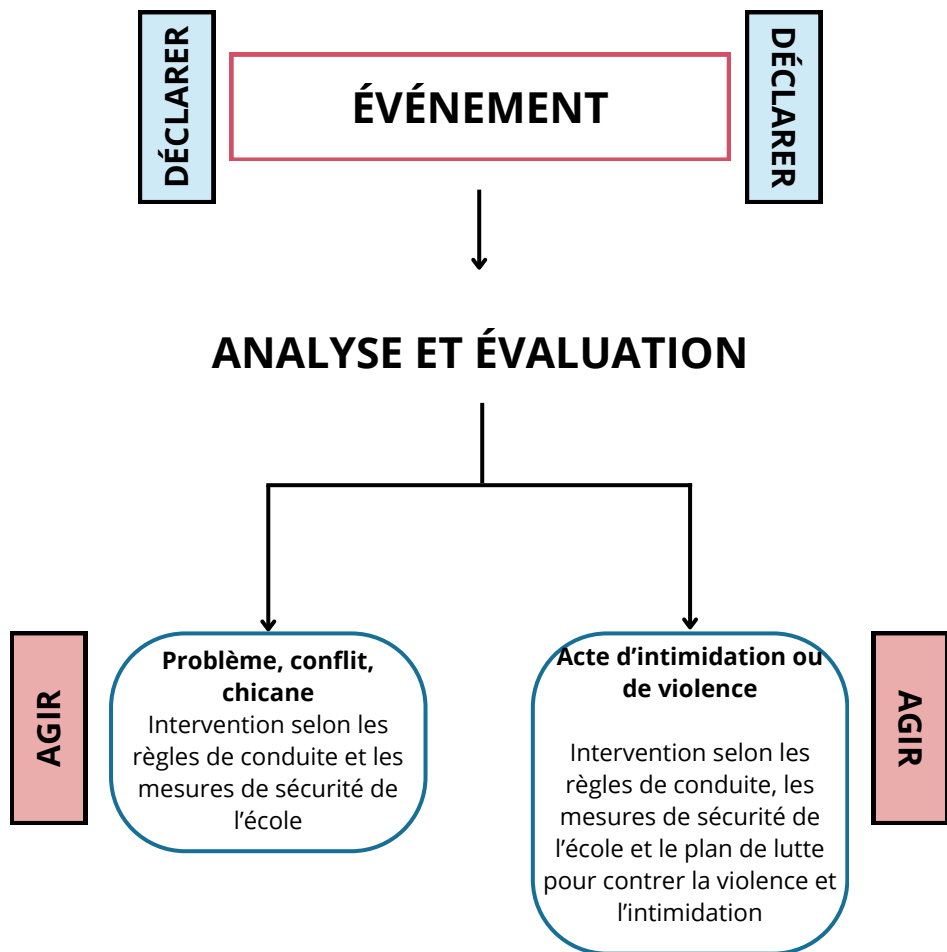 DÉCLARER
ÉVÉNEMENT
DÉCLARER
ANALYSE ET ÉVALUATION
AGIR
Problème, conflit,
chicane
Intervention selon les
règles de conduite et les
mesures de sécurité de
l’école
Acte d’intimidation ou
de violence
Intervention selon les
règles de conduite, les
mesures de sécurité de
l’école et le plan de lutte
pour contrer la violence et
l’intimidation
AGIR